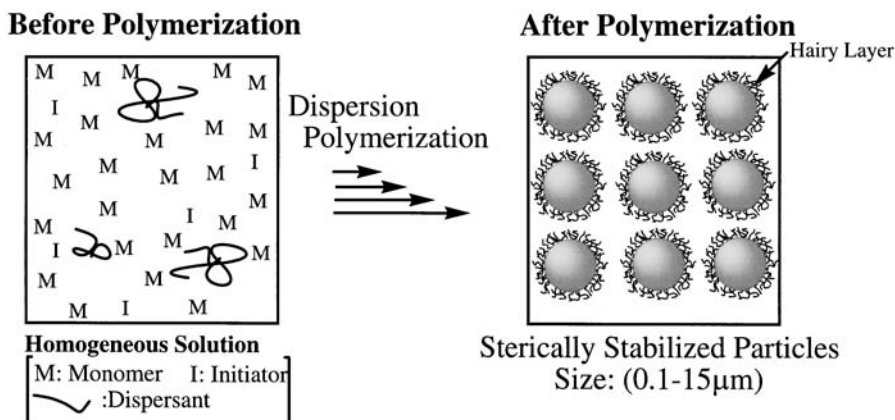 Before Polymerization
M M M M M
I
M M M
M M
M I
M M M
M
M I M
M M
I M M
M M
M I M
Homogeneous Solution
M: Monomer I: Initiator
:Dispersant
Dispersion
Polymerization
After Polymerization
Hairy Layer
Sterically Stabilized Particles
Size: (0.1-15μm)